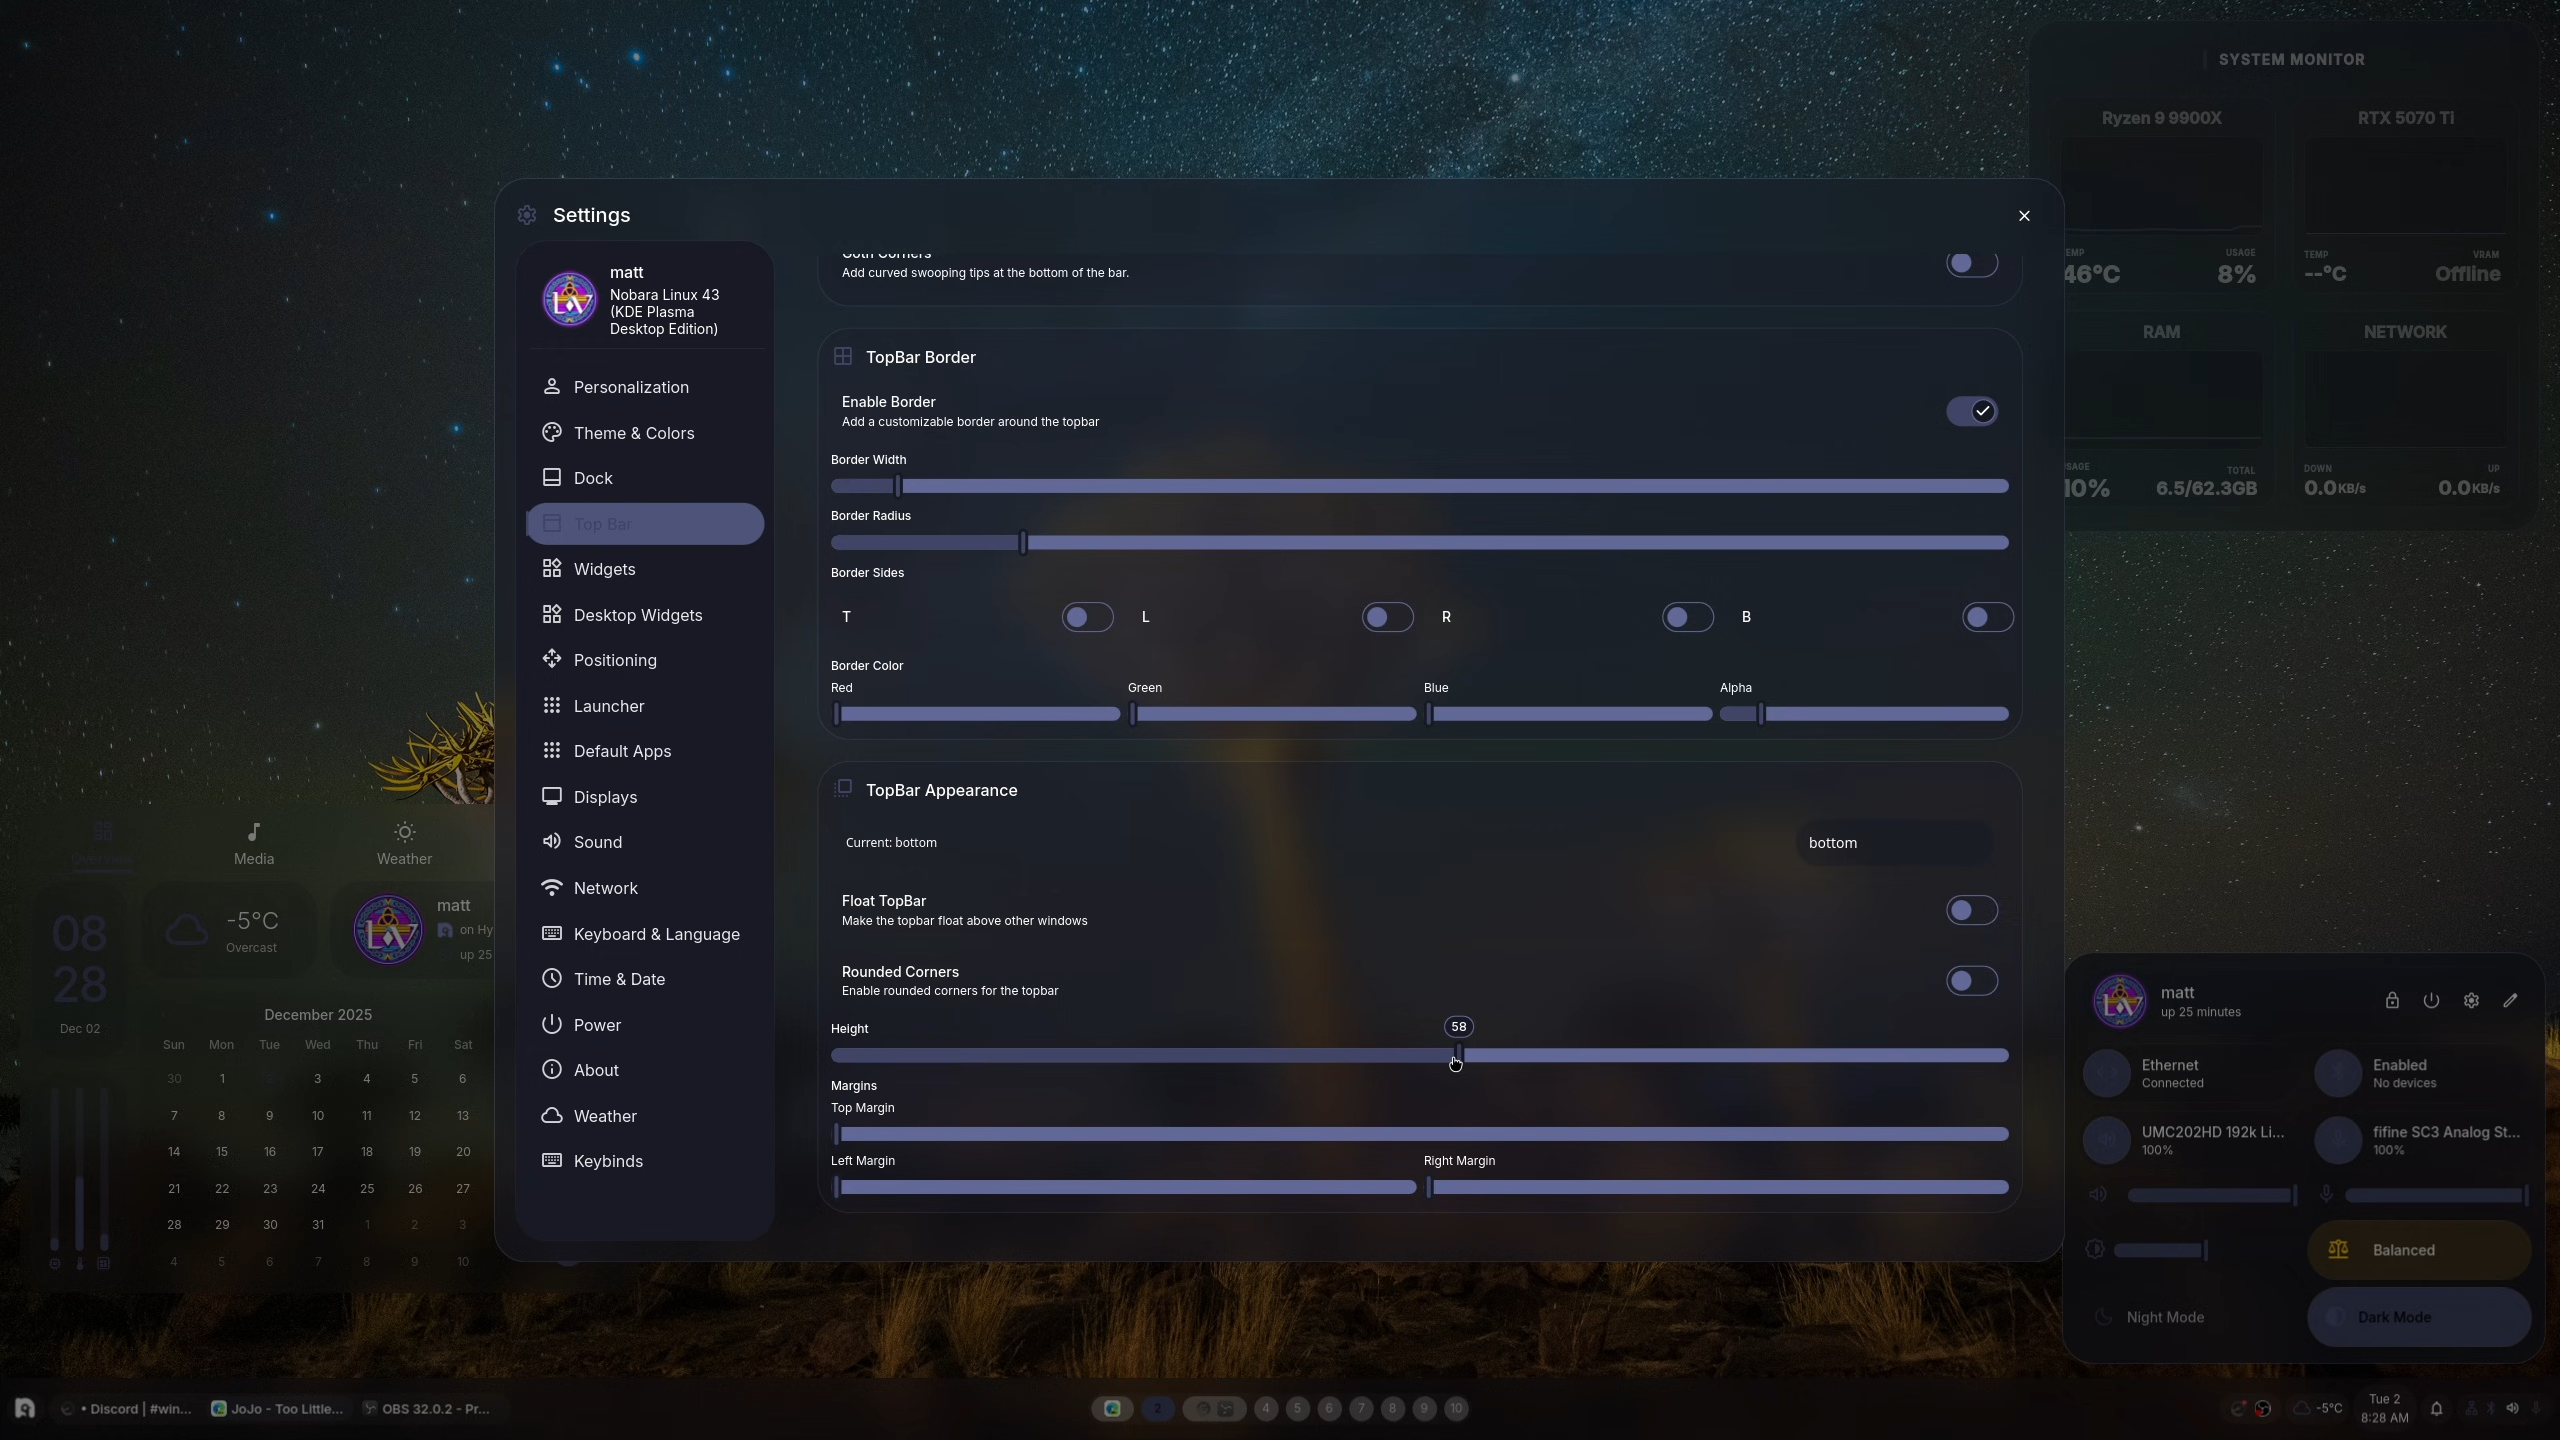 SYSTEM MONITOR
Ryzen 9 9900X
RTX 5070 Ti
USAGE
46°C
8%
TEMP
VRAM
--°C
Offline
RAM
NETWORK
TOTAL
10%
6.5/62.3GB
DOWN
UP
0.0 KB/s
0.0 KB/s
Settings
matt
Nobara Linux 43
(KDE Plasma
Desktop Edition)
Personalization
Theme & Colors
Dock
Top Bar
Widgets
Desktop Widgets
Positioning
Launcher
Default Apps
Displays
Sound
Network
Keyboard & Language
Time & Date
Power
About
Weather
Keybinds
Add curved swooping tips at the bottom of the bar.
TopBar Border
Enable Border
Add a customizable border around the topbar
Border Width
Border Radius
Border Sides
T
L
R
B
Border Color
Red
Green
Blue
Alpha
TopBar Appearance
Current: bottom
bottom
Float TopBar
Make the topbar float above other windows
Rounded Corners
Enable rounded corners for the topbar
Height
58
Margins
Top Margin
Left Margin
Right Margin
Overview
Media
Weather
08
28
Dec 02
-5°C
Overcast
matt
on Hy
up 25
December 2025
Sun Mon Tue Wed Thu Fri Sat
30 1 3 4 5 6
7 8 9 10 11 12 13
14 15 16 17 18 19 20
21 22 23 24 25 26 27
28 29 30 31 1 2 3
4 5 6 7 8 9 10
matt
up 25 minutes
Ethernet
Connected
Enabled
No devices
UMC202HD 192k Li...
100%
fifine SC3 Analog St...
100%
Balanced
Night Mode
Dark Mode
• Discord | #win...
JoJo - Too Little...
OBS 32.0.2 - Pr...
2
4
5
6
7
8
9
10
-5°C
Tue 2
8:28 AM